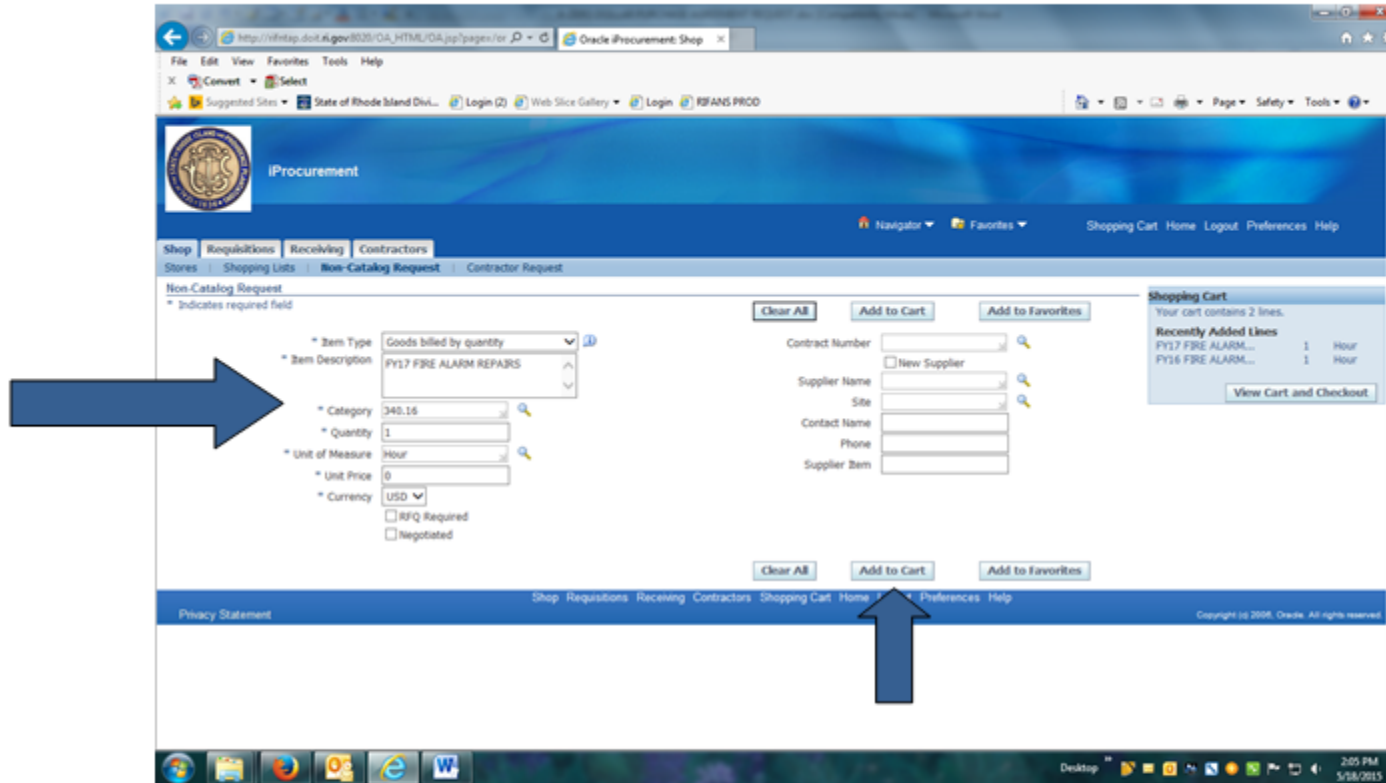 http://rifntap.doit.ri.gov:8020/OA_HTML/OA.jsp?page=/or
Oracle iProcurement: Shop
File Edit View Favorites Tools Help
Convert Select
Suggested Sites State of Rhode Island Divi... Login (2) Web Slice Gallery Login RIFANS PROD
Page Safety Tools
iProcurement
Navigator Favorites Shopping Cart Home Logout Preferences Help
Shop Requisitions Receiving Contractors
Stores | Shopping Lists | Non-Catalog Request | Contractor Request
Non-Catalog Request
* Indicates required field
Clear All Add to Cart Add to Favorites
* Item Type Goods billed by quantity
* Item Description FY17 FIRE ALARM REPAIRS
* Category 340.16
* Quantity 1
* Unit of Measure Hour
* Unit Price 0
* Currency USD
RFQ Required
Negotiated
Contract Number
New Supplier
Supplier Name
Site
Contact Name
Phone
Supplier Item
Shopping Cart
Your cart contains 2 lines.
Recently Added Lines
FY17 FIRE ALARM... 1 Hour
FY16 FIRE ALARM... 1 Hour
View Cart and Checkout
Clear All Add to Cart Add to Favorites
Shop Requisitions Receiving Contractors Shopping Cart Home Preferences Help
Privacy Statement
Copyright (c) 2006, Oracle. All rights reserved.
Desktop
2:05 PM
5/18/2015